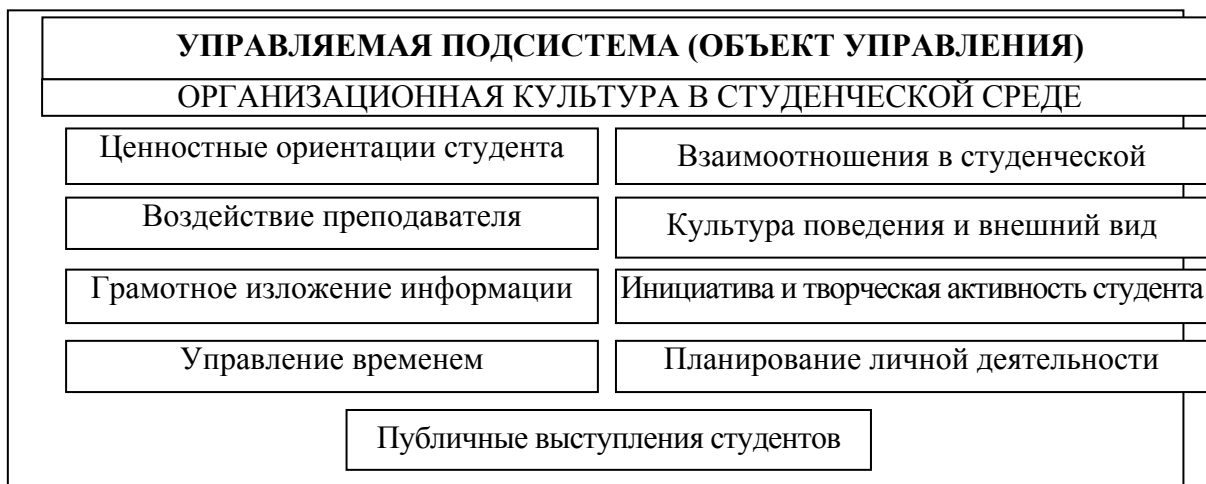 УПРАВЛЯЕМАЯ ПОДСИСТЕМА (ОБЪЕКТ УПРАВЛЕНИЯ)
ОРГАНИЗАЦИОННАЯ КУЛЬТУРА В СТУДЕНЧЕСКОЙ СРЕДЕ
Ценностные ориентации студента
Взаимоотношения в студенческой
Воздействие преподавателя
Культура поведения и внешний вид
Грамотное изложение информации
Инициатива и творческая активность студента
Управление временем
Планирование личной деятельности
Публичные выступления студентов